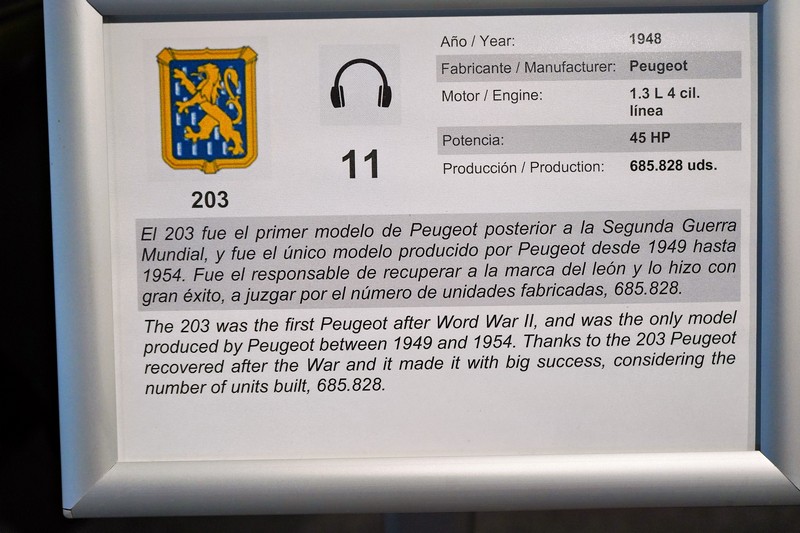 203
11
Año / Year: 1948
Fabricante / Manufacturer: Peugeot
Motor / Engine: 1.3 L 4 cil.
línea
Potencia: 45 HP
Producción / Production: 685.828 uds.
El 203 fue el primer modelo de Peugeot posterior a la Segunda Guerra
Mundial, y fue el único modelo producido por Peugeot desde 1949 hasta
1954. Fue el responsable de recuperar a la marca del león y lo hizo con
gran éxito, a juzgar por el número de unidades fabricadas, 685.828.
The 203 was the first Peugeot after Word War II, and was the only model
produced by Peugeot between 1949 and 1954. Thanks to the 203 Peugeot
recovered after the War and it made it with big success, considering the
number of units built, 685.828.